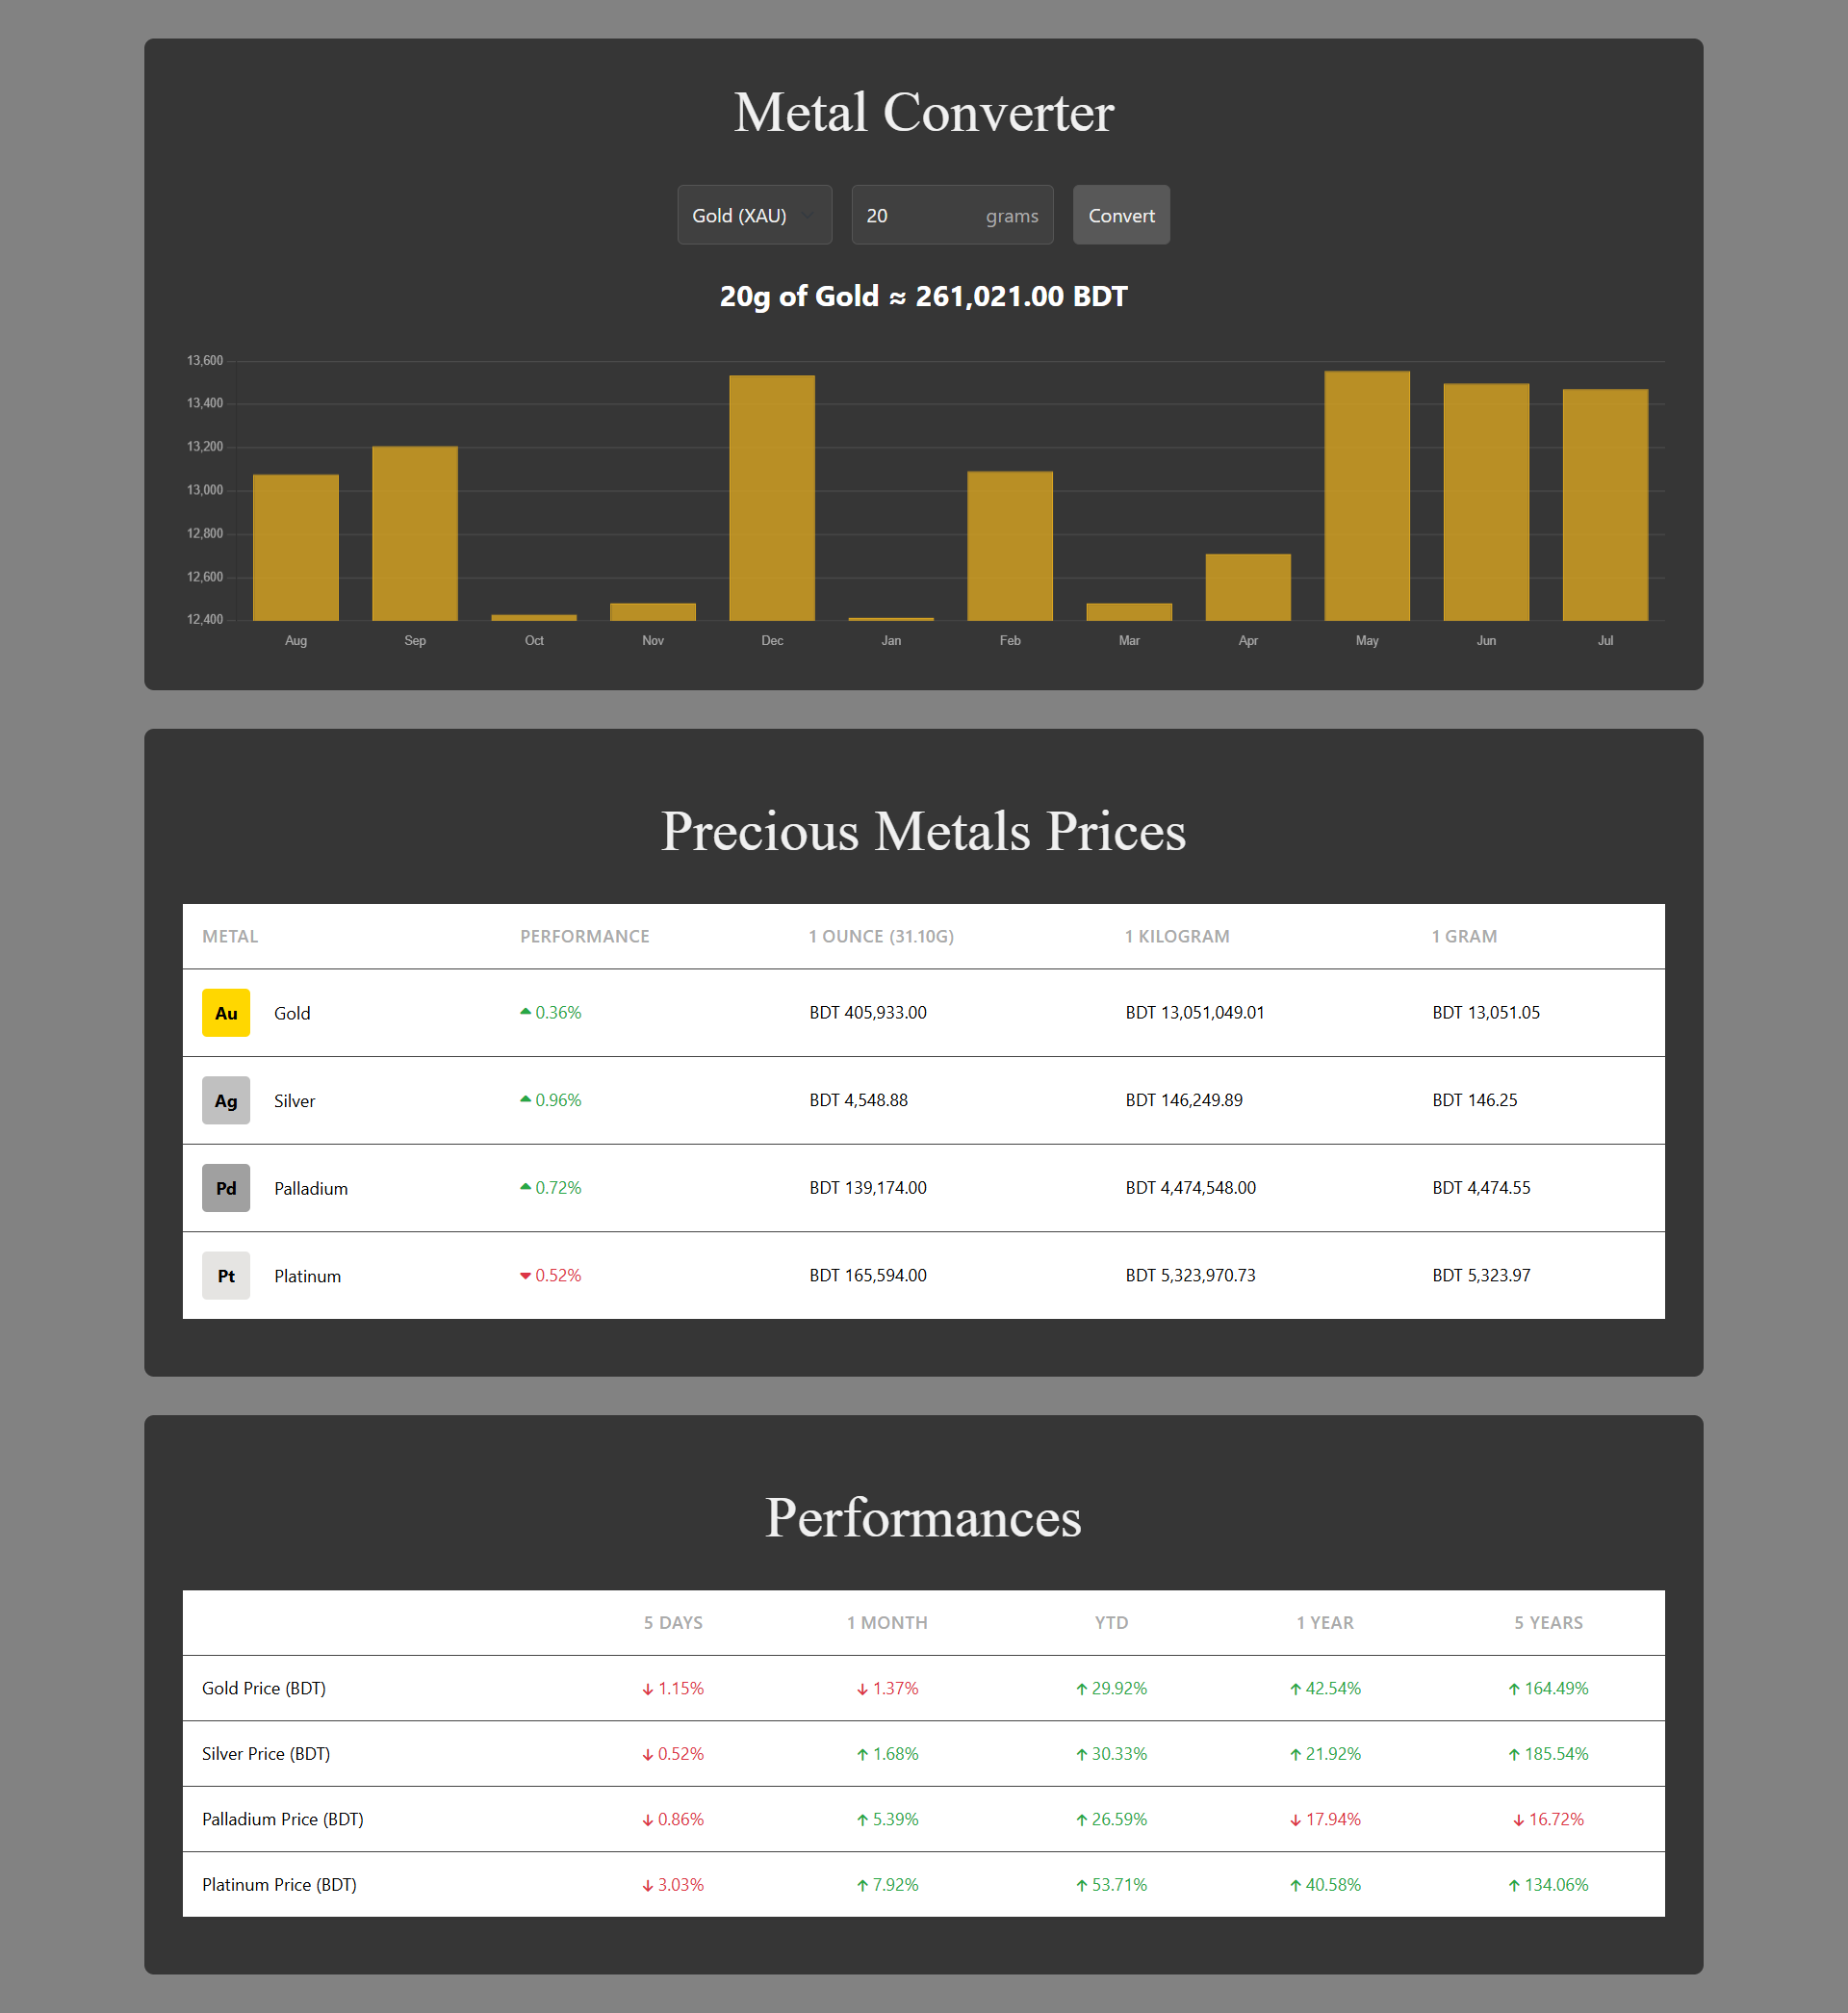 Metal Converter
Gold (XAU) 20 grams Convert
20g of Gold ≈ 261,021.00 BDT
13,600
13,400
13,200
13,000
12,800
12,600
12,400
Aug Sep Oct Nov Dec Jan Feb Mar Apr May Jun Jul
Precious Metals Prices
METAL PERFORMANCE 1 OUNCE (31.10G) 1 KILOGRAM 1 GRAM
Au Gold 0.36% BDT 405,933.00 BDT 13,051,049.01 BDT 13,051.05
Ag Silver 0.96% BDT 4,548.88 BDT 146,249.89 BDT 146.25
Pd Palladium 0.72% BDT 139,174.00 BDT 4,474,548.00 BDT 4,474.55
Pt Platinum 0.52% BDT 165,594.00 BDT 5,323,970.73 BDT 5,323.97
Performances
5 DAYS 1 MONTH YTD 1 YEAR 5 YEARS
Gold Price (BDT) ↓ 1.15% ↓ 1.37% ↑ 29.92% ↑ 42.54% ↑ 164.49%
Silver Price (BDT) ↓ 0.52% ↑ 1.68% ↑ 30.33% ↑ 21.92% ↑ 185.54%
Palladium Price (BDT) ↓ 0.86% ↑ 5.39% ↑ 26.59% ↓ 17.94% ↓ 16.72%
Platinum Price (BDT) ↓ 3.03% ↑ 7.92% ↑ 53.71% ↑ 40.58% ↑ 134.06%